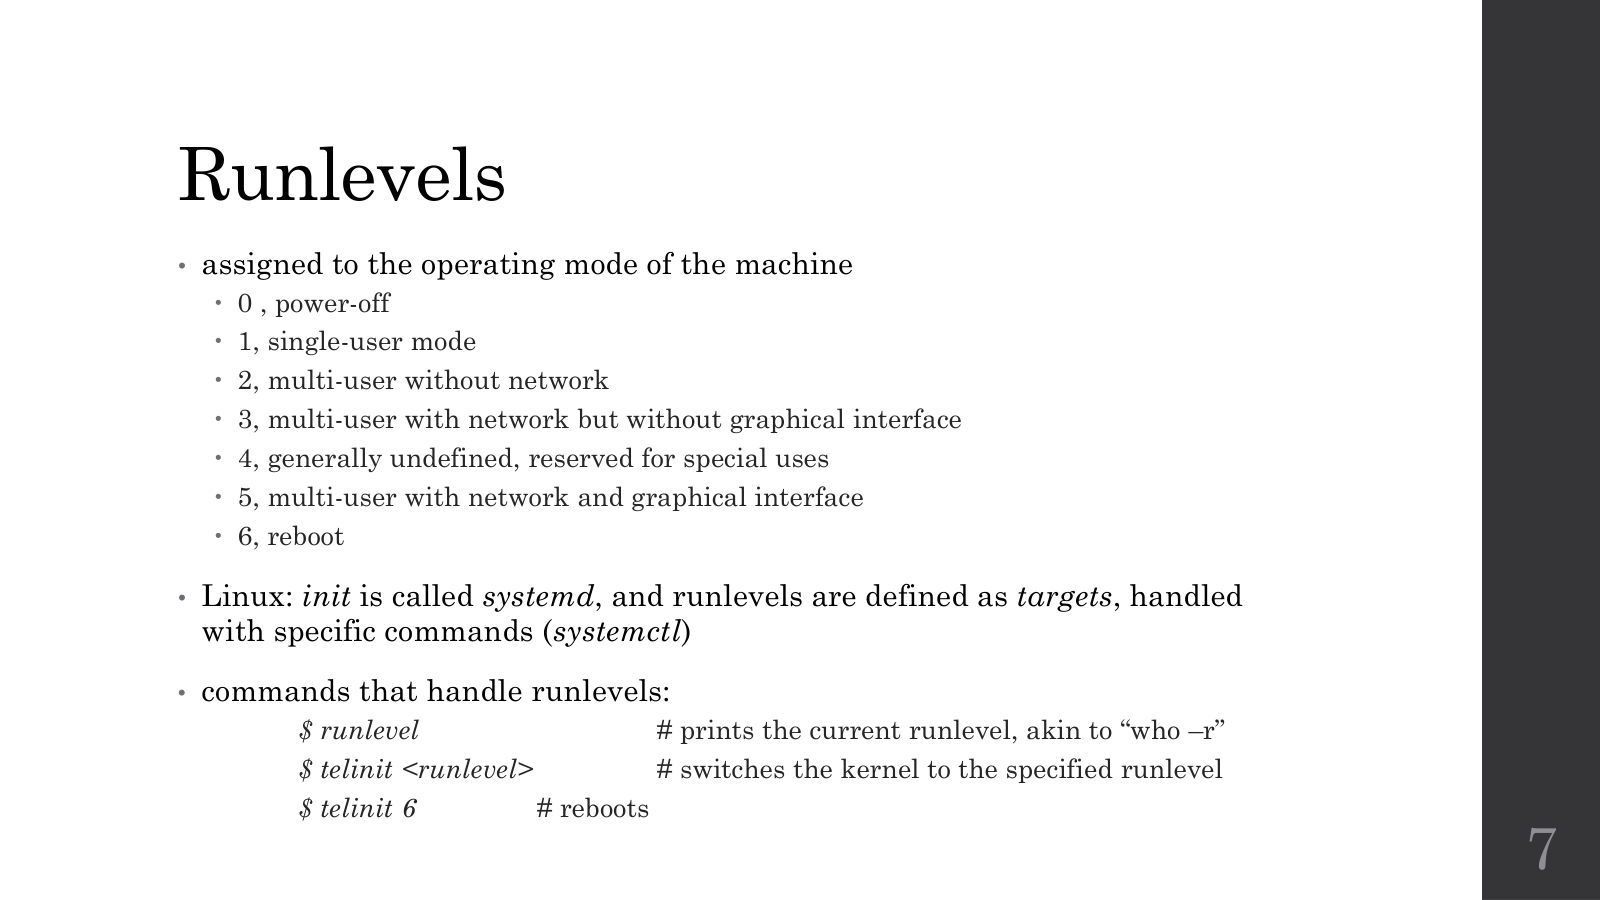 Runlevels
• assigned to the operating mode of the machine
• 0 , power-off
• 1, single-user mode
• 2, multi-user without network
• 3, multi-user with network but without graphical interface
• 4, generally undefined, reserved for special uses
• 5, multi-user with network and graphical interface
• 6, reboot
• Linux: init is called systemd, and runlevels are defined as targets, handled
with specific commands (systemctl)
• commands that handle runlevels:
$ runlevel # prints the current runlevel, akin to “who –r”
$ telinit <runlevel> # switches the kernel to the specified runlevel
$ telinit 6 # reboots
7